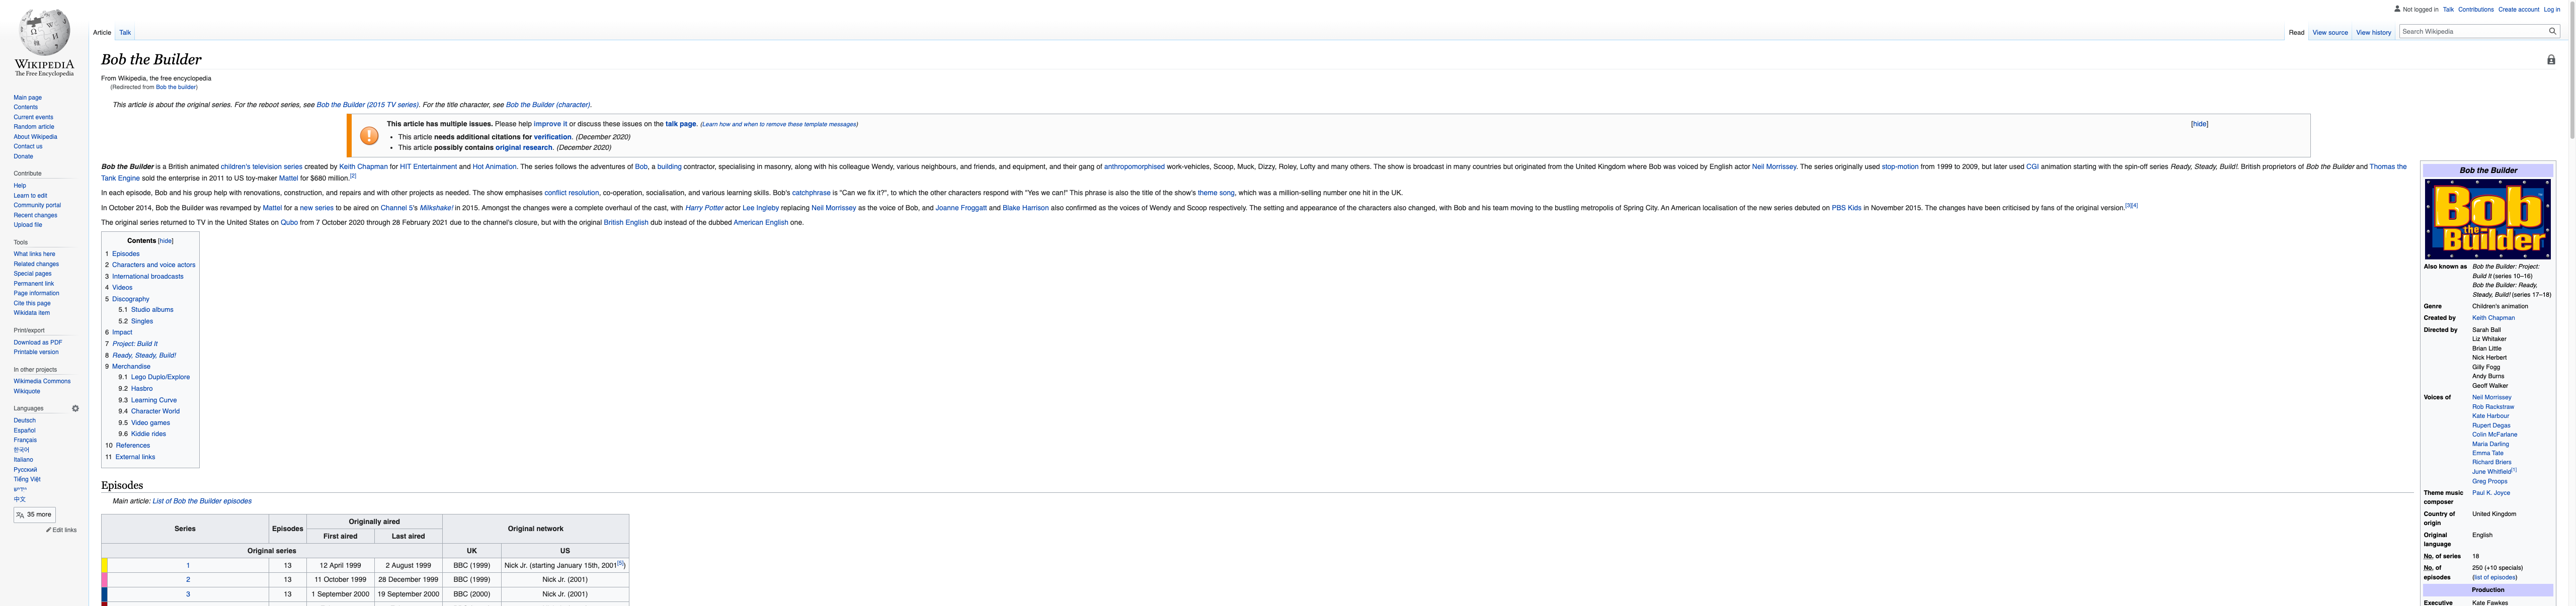 Not logged in Talk Contributions Create account Log in
Article Talk
Read View source View history Search Wikipedia
WIKIPEDIA
The Free Encyclopedia
Main page
Contents
Current events
Random article
About Wikipedia
Contact us
Donate
Contribute
Help
Learn to edit
Community portal
Recent changes
Upload file
Tools
What links here
Related changes
Special pages
Permanent link
Page information
Cite this page
Wikidata item
Print/export
Download as PDF
Printable version
In other projects
Wikimedia Commons
Wikiquote
Languages
Deutsch
Español
Français
한국어
Italiano
Русский
Tiếng Việt
中文
35 more
Edit links
Bob the Builder
From Wikipedia, the free encyclopedia
(Redirected from Bob the builder)
This article is about the original series. For the reboot series, see Bob the Builder (2015 TV series). For the title character, see Bob the Builder (character).
This article has multiple issues. Please help improve it or discuss these issues on the talk page. (Learn how and when to remove these template messages) [hide]
• This article needs additional citations for verification. (December 2020)
• This article possibly contains original research. (December 2020)
Bob the Builder is a British animated children's television series created by Keith Chapman for HIT Entertainment and Hot Animation. The series follows the adventures of Bob, a building contractor, specialising in masonry, along with his colleague Wendy, various neighbours, and friends, and equipment, and their gang of anthropomorphised work-vehicles, Scoop, Muck, Dizzy, Roley, Lofty and many others. The show is broadcast in many countries but originated from the United Kingdom where Bob was voiced by English actor Neil Morrissey. The series originally used stop-motion from 1999 to 2009, but later used CGI animation starting with the spin-off series Ready, Steady, Build!. British proprietors of Bob the Builder and Thomas the
Tank Engine sold the enterprise in 2011 to US toy-maker Mattel for $680 million.[2]
In each episode, Bob and his group help with renovations, construction, and repairs and with other projects as needed. The show emphasises conflict resolution, co-operation, socialisation, and various learning skills. Bob's catchphrase is "Can we fix it?", to which the other characters respond with "Yes we can!" This phrase is also the title of the show's theme song, which was a million-selling number one hit in the UK.
In October 2014, Bob the Builder was revamped by Mattel for a new series to be aired on Channel 5's Milkshake! in 2015. Amongst the changes were a complete overhaul of the cast, with Harry Potter actor Lee Ingleby replacing Neil Morrissey as the voice of Bob, and Joanne Froggatt and Blake Harrison also confirmed as the voices of Wendy and Scoop respectively. The setting and appearance of the characters also changed, with Bob and his team moving to the bustling metropolis of Spring City. An American localisation of the new series debuted on PBS Kids in November 2015. The changes have been criticised by fans of the original version.[3][4]
The original series returned to TV in the United States on Qubo from 7 October 2020 through 28 February 2021 due to the channel's closure, but with the original British English dub instead of the dubbed American English one.
Contents [hide]
1 Episodes
2 Characters and voice actors
3 International broadcasts
4 Videos
5 Discography
5.1 Studio albums
5.2 Singles
6 Impact
7 Project: Build It
8 Ready, Steady, Build!
9 Merchandise
9.1 Lego Duplo/Explore
9.2 Hasbro
9.3 Learning Curve
9.4 Character World
9.5 Video games
9.6 Kiddie rides
10 References
11 External links
Episodes
Main article: List of Bob the Builder episodes
Series Episodes Originally aired Original network
First aired Last aired
Original series UK US
1 13 12 April 1999 2 August 1999 BBC (1999) Nick Jr. (starting January 15th, 2001[5])
2 13 11 October 1999 28 December 1999 BBC (1999) Nick Jr. (2001)
3 13 1 September 2000 19 September 2000 BBC (2000) Nick Jr. (2001)
Bob the Builder
Bob
the
Builder
Also known as Bob the Builder: Project:
Build It (series 10–16)
Bob the Builder: Ready,
Steady, Build! (series 17–18)
Genre Children's animation
Created by Keith Chapman
Directed by Sarah Ball
Liz Whitaker
Brian Little
Nick Herbert
Gilly Fogg
Andy Burns
Geoff Walker
Voices of Neil Morrissey
Rob Rackstraw
Kate Harbour
Rupert Degas
Colin McFarlane
Maria Darling
Emma Tate
Richard Briers
June Whitfield[1]
Greg Proops
Theme music Paul K. Joyce
composer
Country of United Kingdom
origin
Original English
language
No. of series 18
No. of 250 (+10 specials)
episodes (list of episodes)
Production
Executive Kate Fawkes